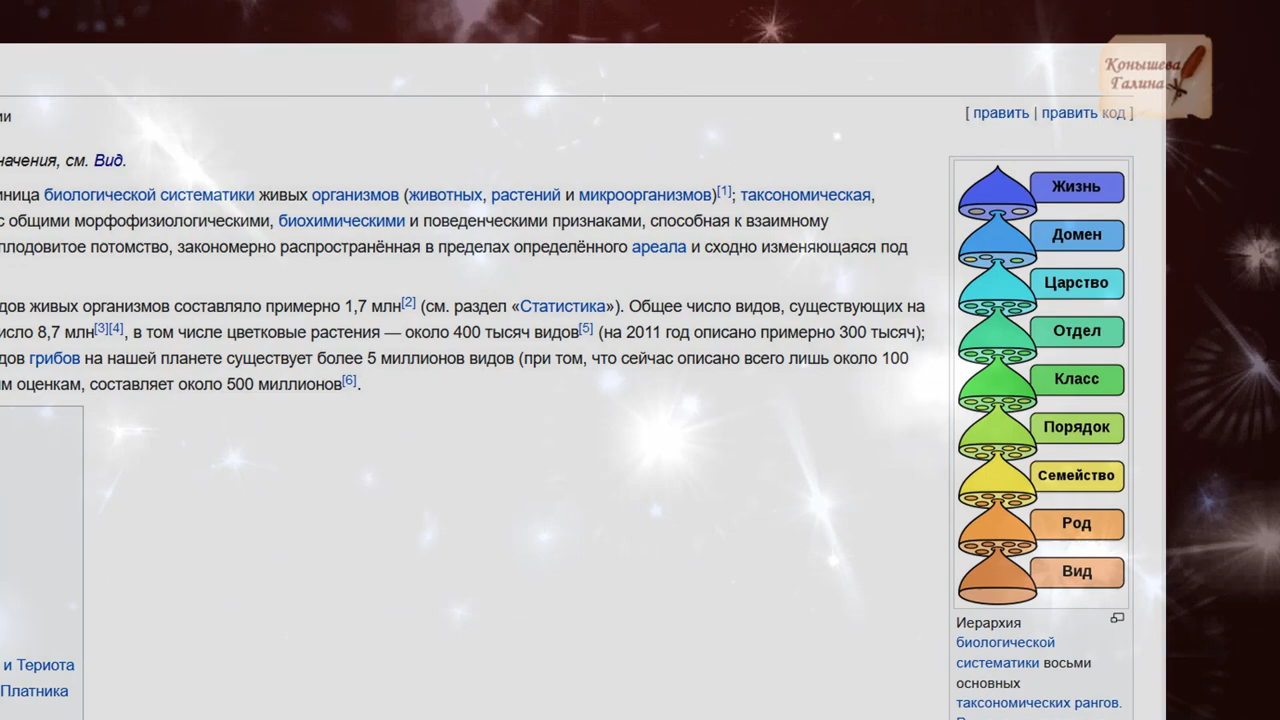 Конышева
Галина
ии
[ править | править код ]
начения, см. Вид.
иница биологической систематики живых организмов (животных, растений и микроорганизмов)[1]; таксономическая,
с общими морфофизиологическими, биохимическими и поведенческими признаками, способная к взаимному
плодовитое потомство, закономерно распространённая в пределах определённого ареала и сходно изменяющаяся под
дов живых организмов составляло примерно 1,7 млн[2] (см. раздел «Статистика»). Общее число видов, существующих на
исло 8,7 млн[3][4], в том числе цветковые растения — около 400 тысяч видов[5] (на 2011 год описано примерно 300 тысяч);
дов грибов на нашей планете существует более 5 миллионов видов (при том, что сейчас описано всего лишь около 100
м оценкам, составляет около 500 миллионов[6].
и Териота
Платника
Жизнь
Домен
Царство
Отдел
Класс
Порядок
Семейство
Род
Вид
Иерархия
биологической
систематики восьми
основных
таксономических рангов.